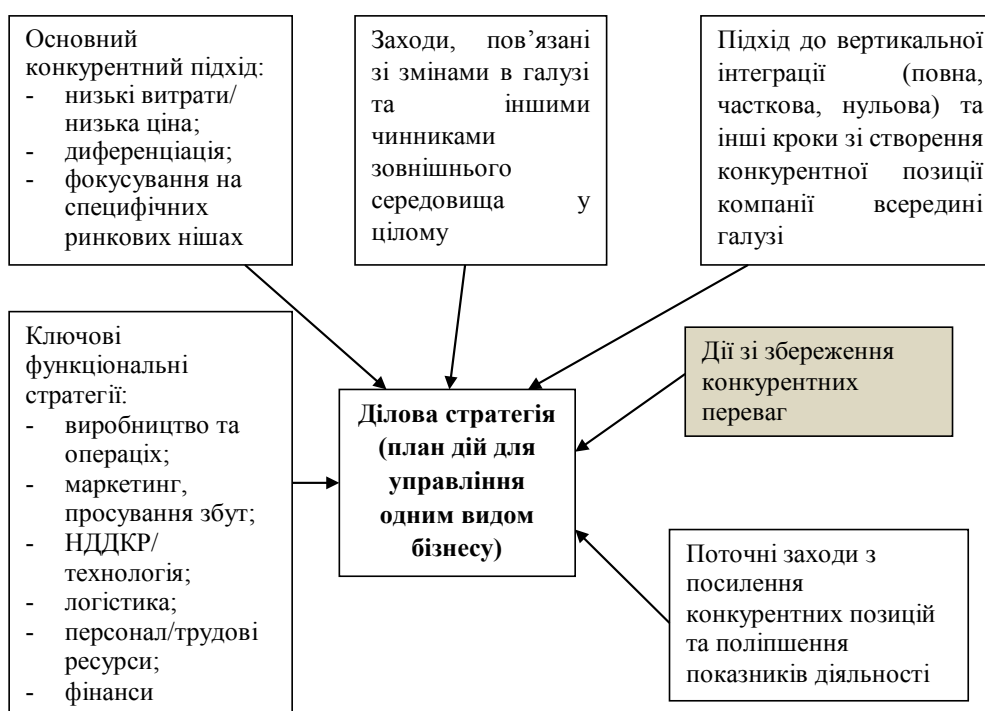 Основний
конкурентний підхід:
- низькі витрати/
низька ціна;
- диференціація;
- фокусування на
специфічних
ринкових нішах
Заходи, пов’язані
зі змінами в галузі
та іншими
чинниками
зовнішнього
середовища у
цілому
Підхід до вертикальної
інтеграції (повна,
часткова, нульова) та
інші кроки зі створення
конкурентної позиції
компанії всередині
галузі
Ключові
функціональні
стратегії:
- виробництво та
операціх;
- маркетинг,
просування збут;
- НДДКР/
технологія;
- логістика;
- персонал/трудові
ресурси;
- фінанси
Ділова стратегія
(план дій для
управління
одним видом
бізнесу)
Дії зі збереження
конкурентних
переваг
Поточні заходи з
посилення
конкурентних позицій
та поліпшення
показників діяльності